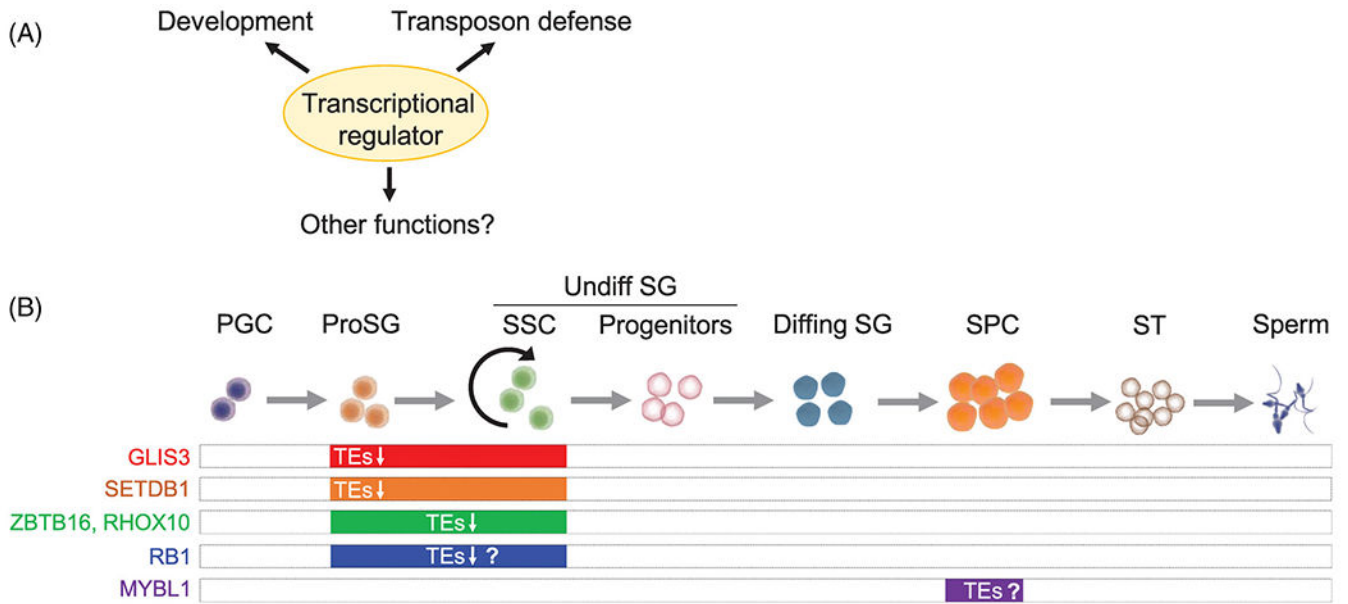 (A)
Development
Transposon defense
Transcriptional
regulator
Other functions?
(B)
Undiff SG
PGC
ProSG
SSC
Progenitors
Diffing SG
SPC
ST
Sperm
GLIS3
TEs↓
SETDB1
TEs↓
ZBTB16, RHOX10
TEs↓
RB1
TEs↓ ?
MYBL1
TEs ?